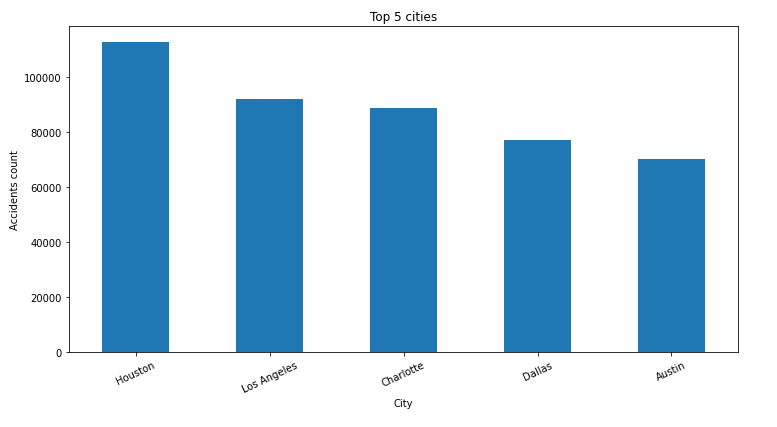 Top 5 cities
Accidents count
100000
80000
60000
40000
20000
0
Houston
Los Angeles
Charlotte
Dallas
Austin
City